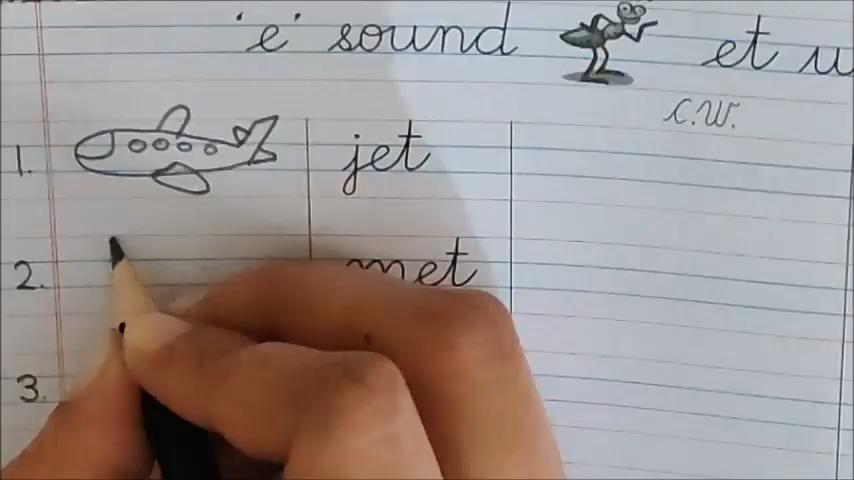 'e' sound et
c.w.
1. jet
2. met
3.